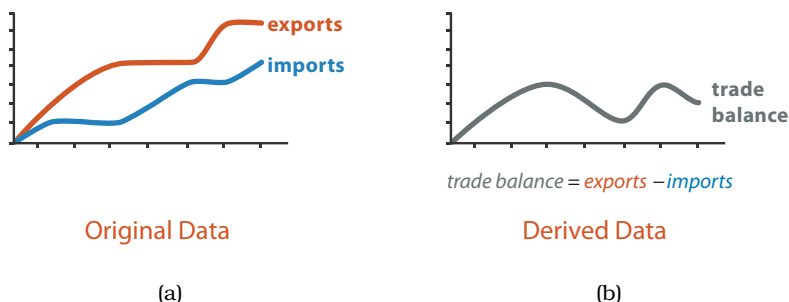 exports
imports
trade
balance
trade balance = exports – imports
Original Data
Derived Data
(a)
(b)